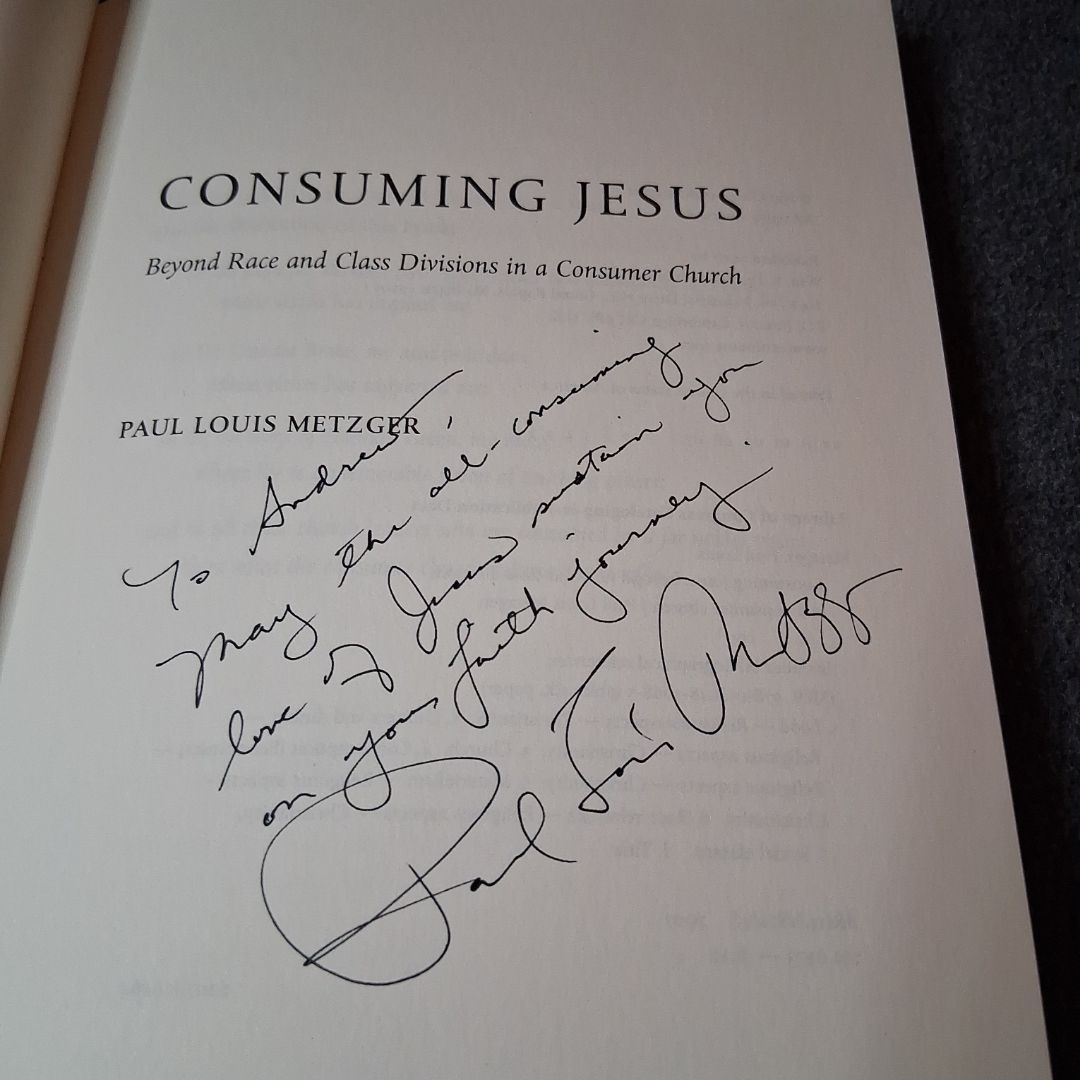 CONSUMING JESUS
Beyond Race and Class Divisions in a Consumer Church
PAUL LOUIS METZGER
To Andrew,
may the all-consuming
love of Jesus sustain you
on your faith journey.
Paul Louis Metzger